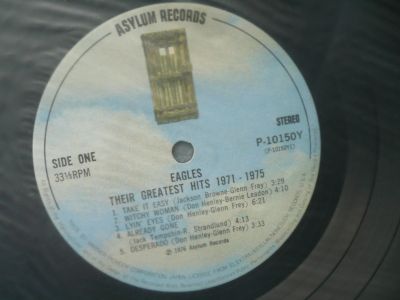 ASYLUM RECORDS
STEREO
P-10150Y
(P-10150Y1)
SIDE ONE
33⅓RPM
EAGLES
THEIR GREATEST HITS 1971 - 1975
1. TAKE IT EASY (Jackson Browne-Glenn Frey) 3:29
2. WITCHY WOMAN (Don Henley-Bernie Leadon) 4:10
3. LYIN' EYES (Don Henley-Glenn Frey) 6:21
4. ALREADY GONE
(Jack Tempchin-R. Strandlund) 4:13
5. DESPERADO (Don Henley-Glenn Frey) 3:33
℗ 1976 Asylum Records